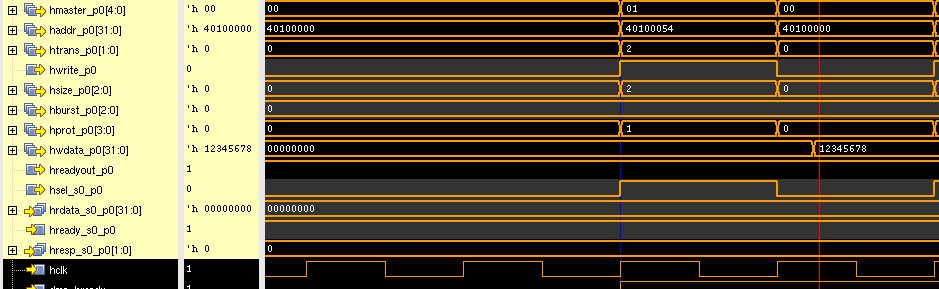 hmaster_p0[4:0] 'h 00 00 01 00
haddr_p0[31:0] 'h 40100000 40100000 40100054 40100000
htrans_p0[1:0] 'h 0 0 2 0
hwrite_p0 0
hsize_p0[2:0] 'h 0 0 2 0
hburst_p0[2:0] 'h 0 0
hprot_p0[3:0] 'h 0 0 1 0
hwdata_p0[31:0] 'h 12345678 00000000 12345678
hreadyout_p0 1
hsel_s0_p0 0
hrdata_s0_p0[31:0] 'h 00000000 00000000
hready_s0_p0 1
hresp_s0_p0[1:0] 'h 0 0
hclk 1